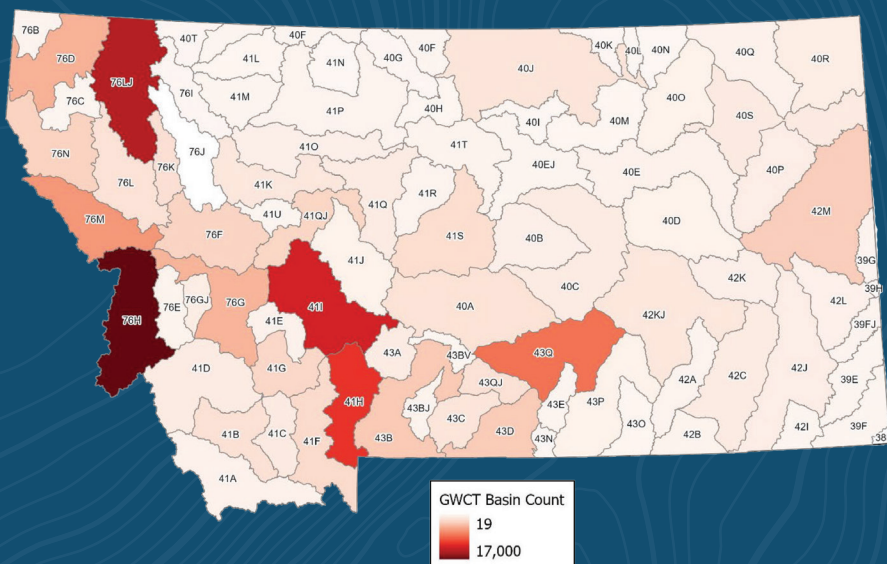 76B
40T
40F
76D
76LJ
41L
41N
40G
40F
40J
40K
40L
40N
40Q
40R
76I
76C
41M
41P
40H
40O
40I
40M
40S
76N
76J
41O
41T
76K
40EJ
40E
40P
76L
41K
41R
42M
76M
41U
41QJ
41Q
40D
76F
41S
40B
41J
39G
42K
40C
39H
76H
76E
76GJ
76G
41I
40A
42L
41E
42KJ
39FJ
43A
43BV
43Q
41D
41G
43QJ
42A
42C
42J
39E
41H
43BJ
43C
43E
43P
43O
39F
41B
41C
41F
43B
43D
43N
42B
42I
38
41A
GWCT Basin Count
19
17,000